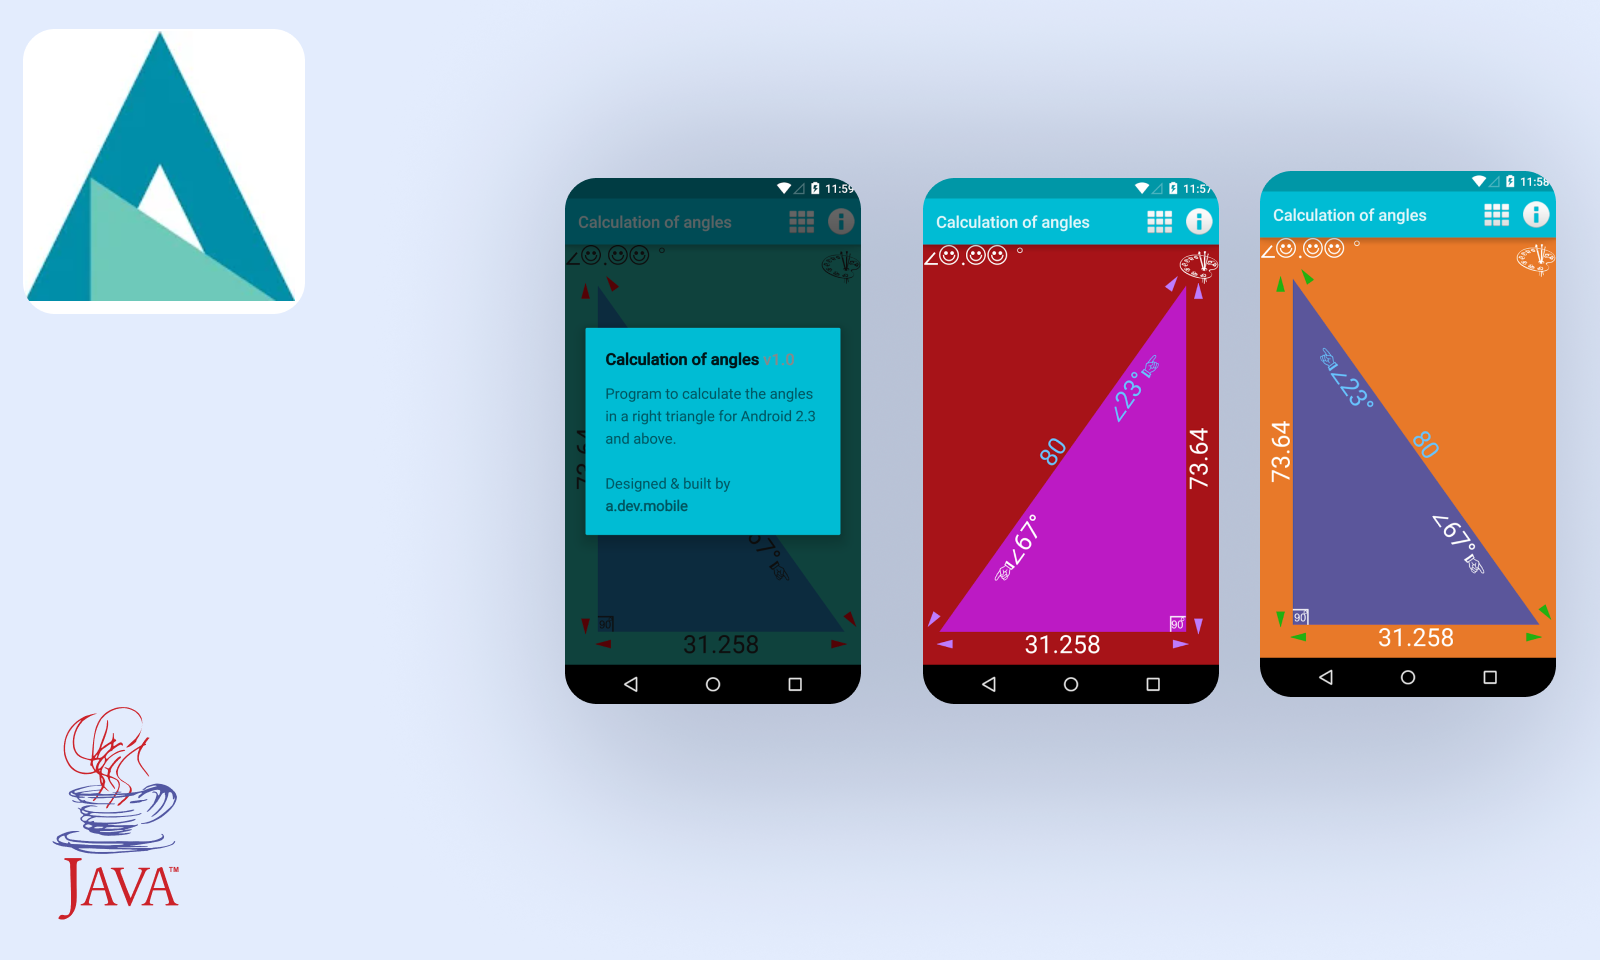 11:59
Calculation of angles
∠☺.☺☺ °
Calculation of angles v1.0
Program to calculate the angles
in a right triangle for Android 2.3
and above.
Designed & built by
a.dev.mobile
73.64
67°
90°
31.258
11:57
Calculation of angles
∠☺.☺☺ °
∠23°
80
73.64
∠67°
90°
31.258
11:58
Calculation of angles
∠☺.☺☺ °
∠23°
80
73.64
∠67°
90°
31.258
JAVA™